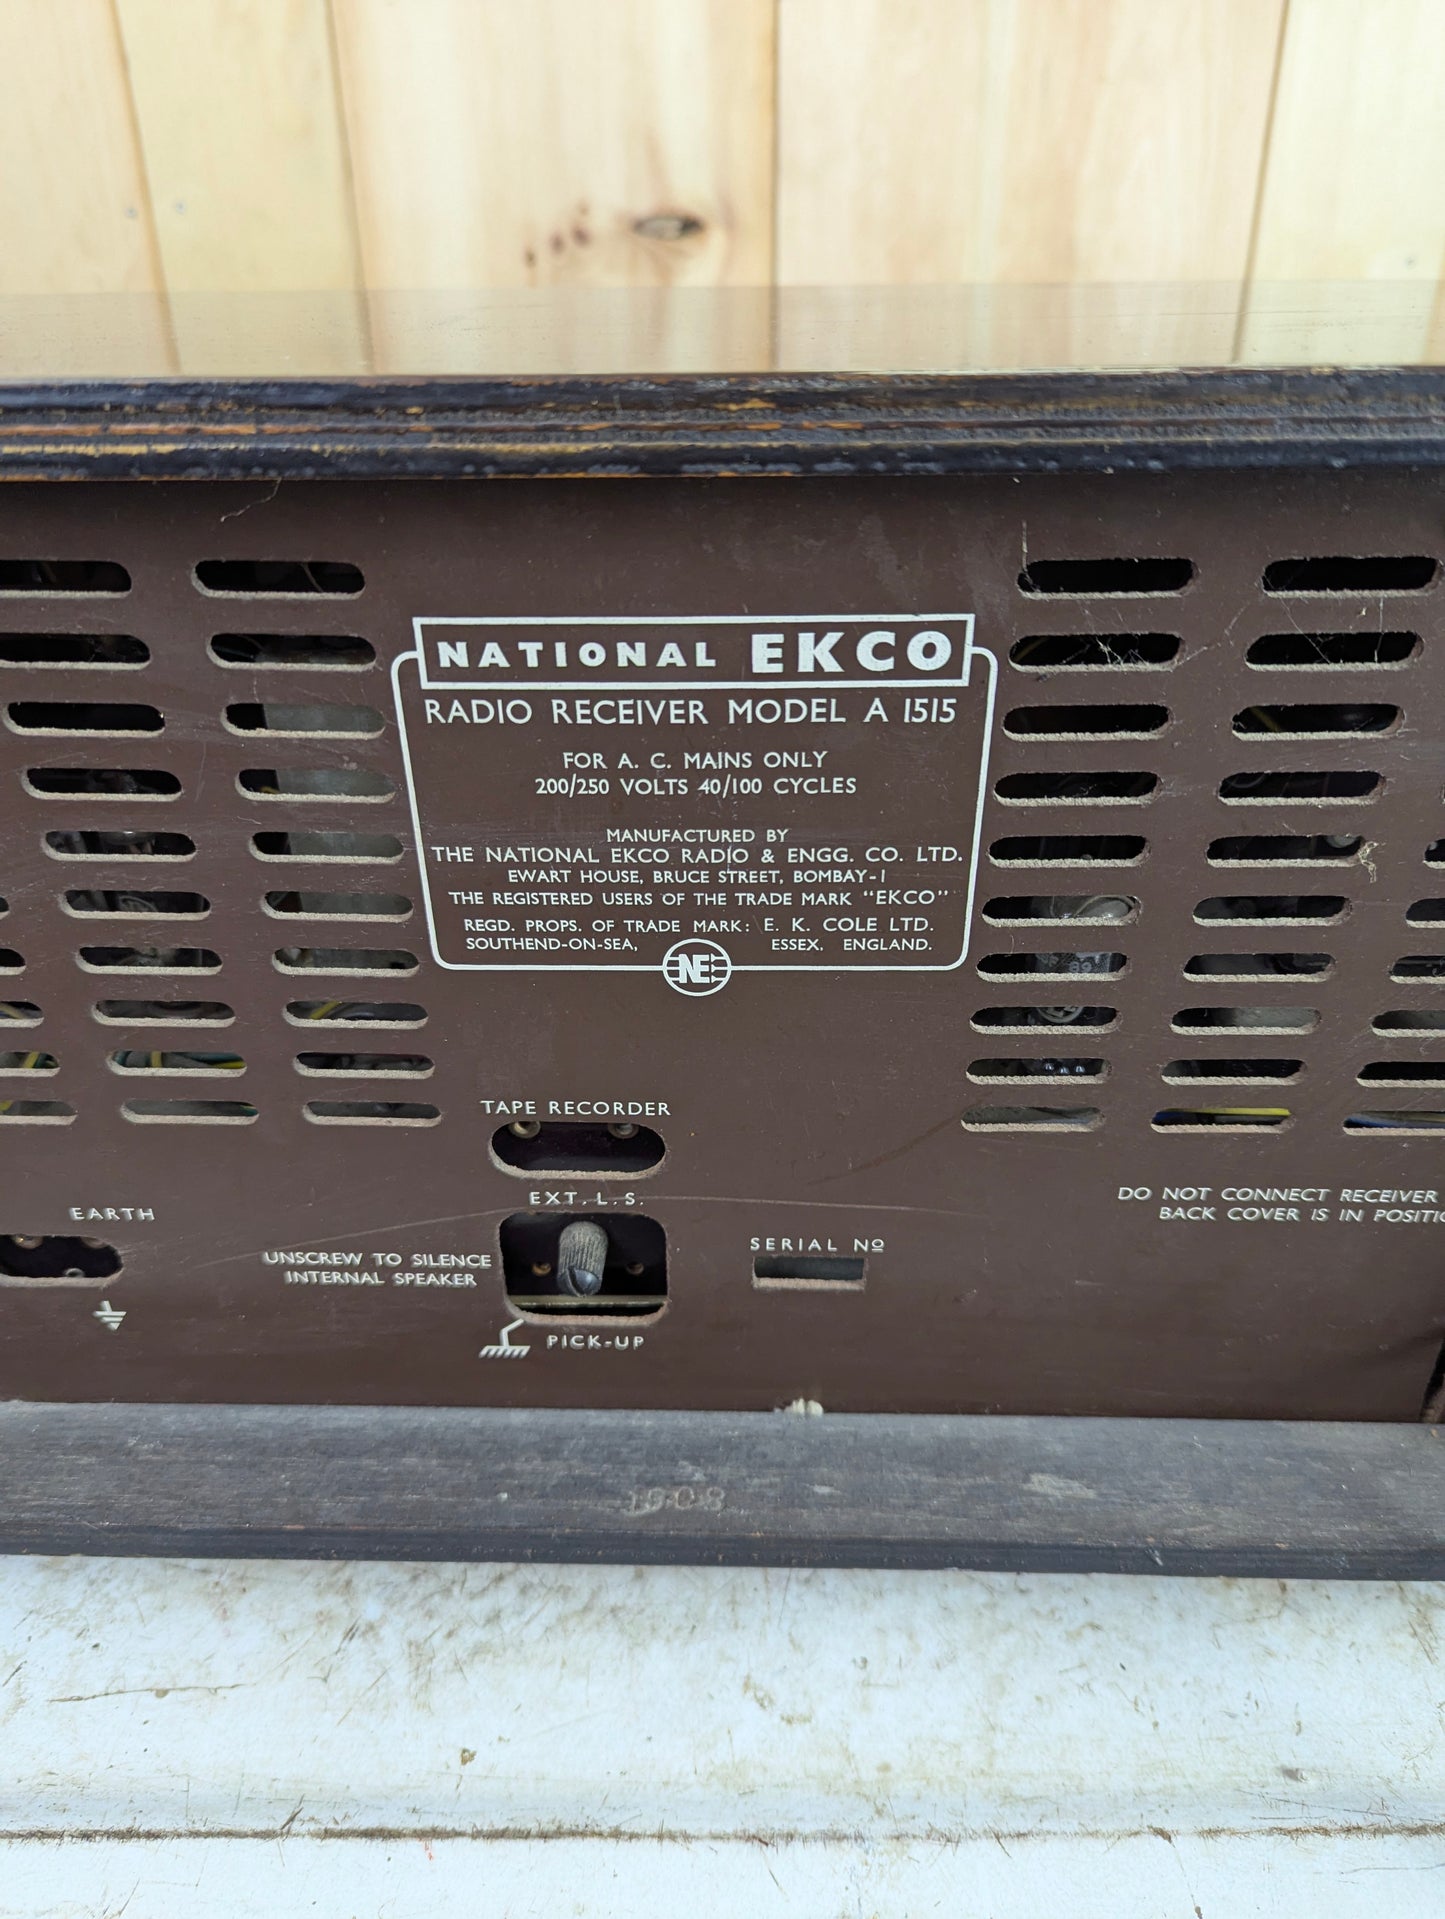 NATIONAL EKCO
RADIO RECEIVER MODEL A 1515
FOR A. C. MAINS ONLY
200/250 VOLTS 40/100 CYCLES
MANUFACTURED BY
THE NATIONAL EKCO RADIO & ENGG. CO. LTD.
EWART HOUSE, BRUCE STREET, BOMBAY-1
THE REGISTERED USERS OF THE TRADE MARK "EKCO"
REGD. PROPS. OF TRADE MARK: E. K. COLE LTD.
SOUTHEND-ON-SEA, ESSEX, ENGLAND.
NE
TAPE RECORDER
EXT. L. S.
EARTH
UNSCREW TO SILENCE
INTERNAL SPEAKER
PICK-UP
SERIAL No
DO NOT CONNECT RECEIVER
BACK COVER IS IN
1908